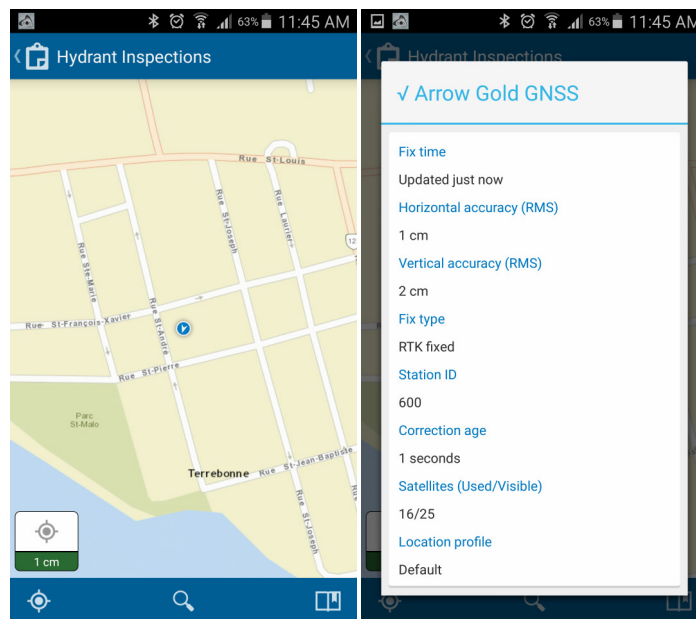 63% 11:45 AM
Hydrant Inspections
Rue St-Louis
Rue St-Joseph
Rue Laurier
12
Rue Ste-Marie
Rue St-François-Xavier
Rue St-André
Rue St-Pierre
Parc
St-Malo
Terrebonne
Rue St-Jean-Baptiste
Rue St-Joseph
Rue
1 cm
63% 11:45 AM
Hydrant Inspections
√ Arrow Gold GNSS
Fix time
Updated just now
Horizontal accuracy (RMS)
1 cm
Vertical accuracy (RMS)
2 cm
Fix type
RTK fixed
Station ID
600
Correction age
1 seconds
Satellites (Used/Visible)
16/25
Location profile
Default